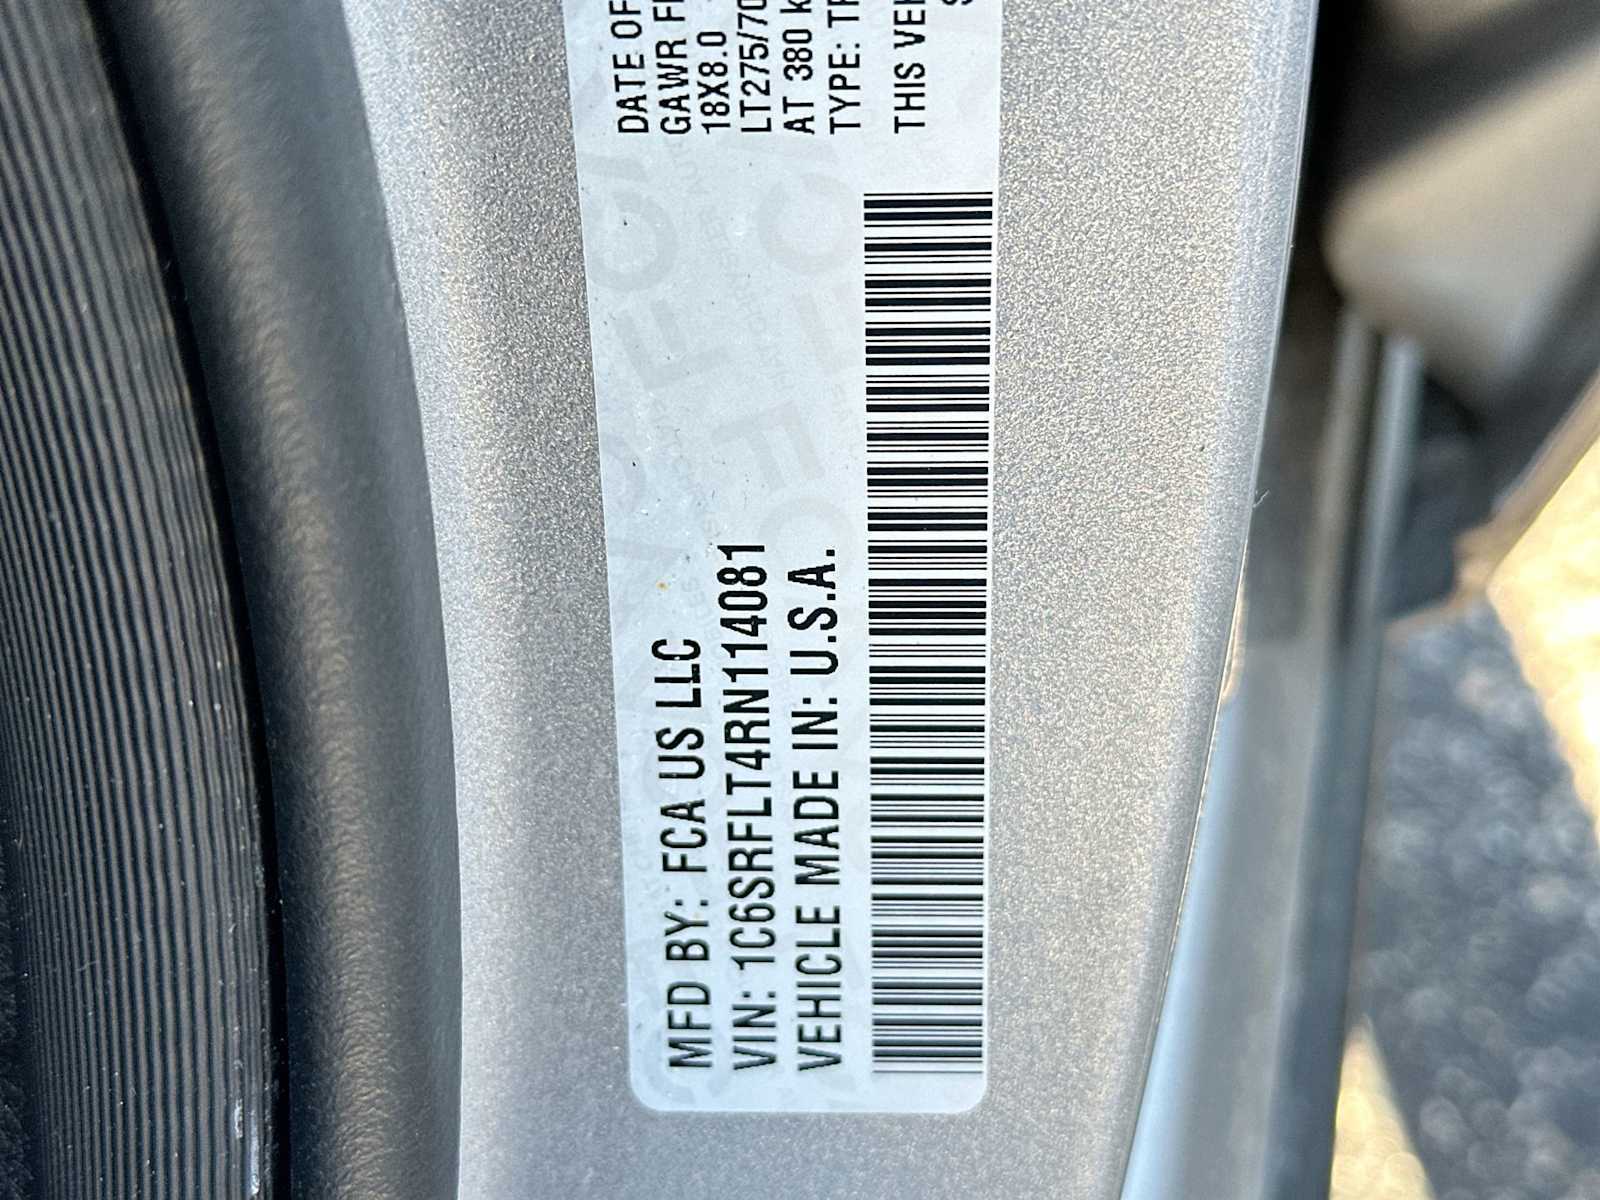 MFD BY: FCA US LLC
VIN: 1C6SRFLT4RN114081
VEHICLE MADE IN: U.S.A.
DATE OF
GAWR
18X8.0
LT275/70
AT 380
TYPE:
THIS